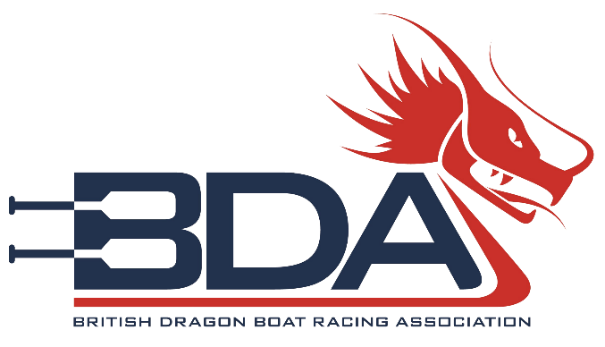 BDA
BRITISH DRAGON BOAT RACING ASSOCIATION